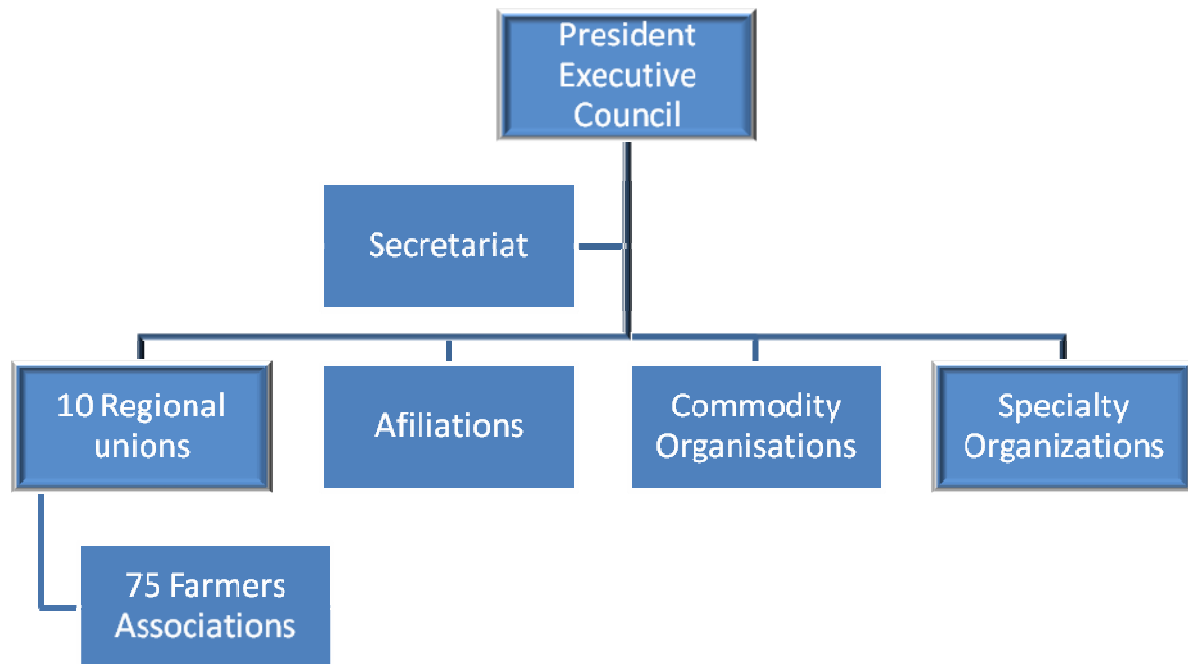 President
Executive
Council
Secretariat
10 Regional
unions
Afiliations
Commodity
Organisations
Specialty
Organizations
75 Farmers
Associations